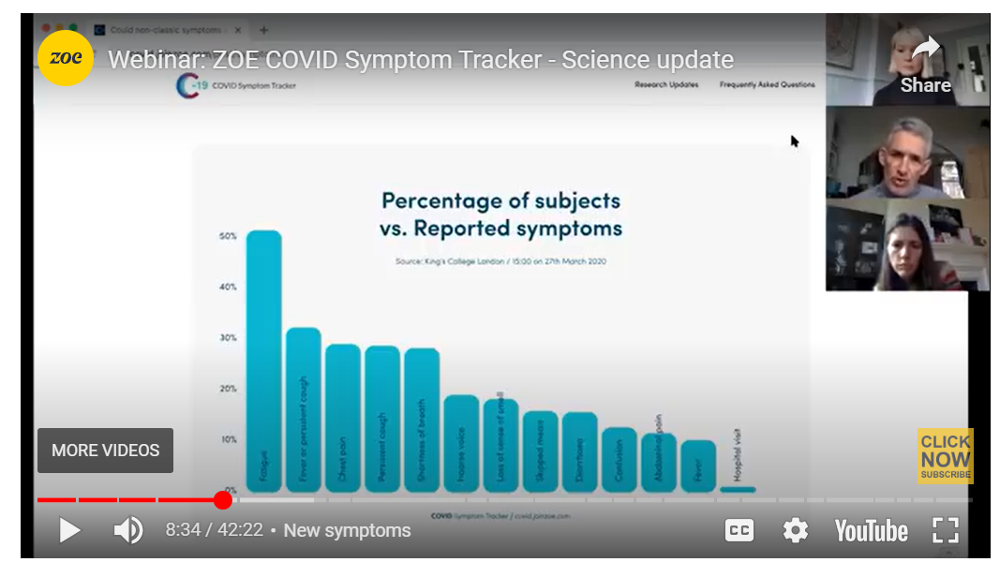 Could non-classic symptoms
zoe
Webinar: ZOE COVID Symptom Tracker - Science update
Share
C-19 COVID Symptom Tracker
Research Updates
Frequently Asked Questions
Percentage of subjects
vs. Reported symptoms
Source: King's College London / 15:00 on 27th March 2020
50%
40%
30%
20%
10%
0%
Fatigue
Fever or persistent cough
Chest pain
Persistent cough
Shortness of breath
Hoarse voice
Loss of sense of smell
Skipped meals
Diarrhoea
Confusion
Abdominal pain
Fever
Hospital visit
MORE VIDEOS
CLICK
NOW
SUBSCRIBE
COVID Symptom Tracker / covid.joinzoe.com
8:34 / 42:22 • New symptoms
CC
YouTube